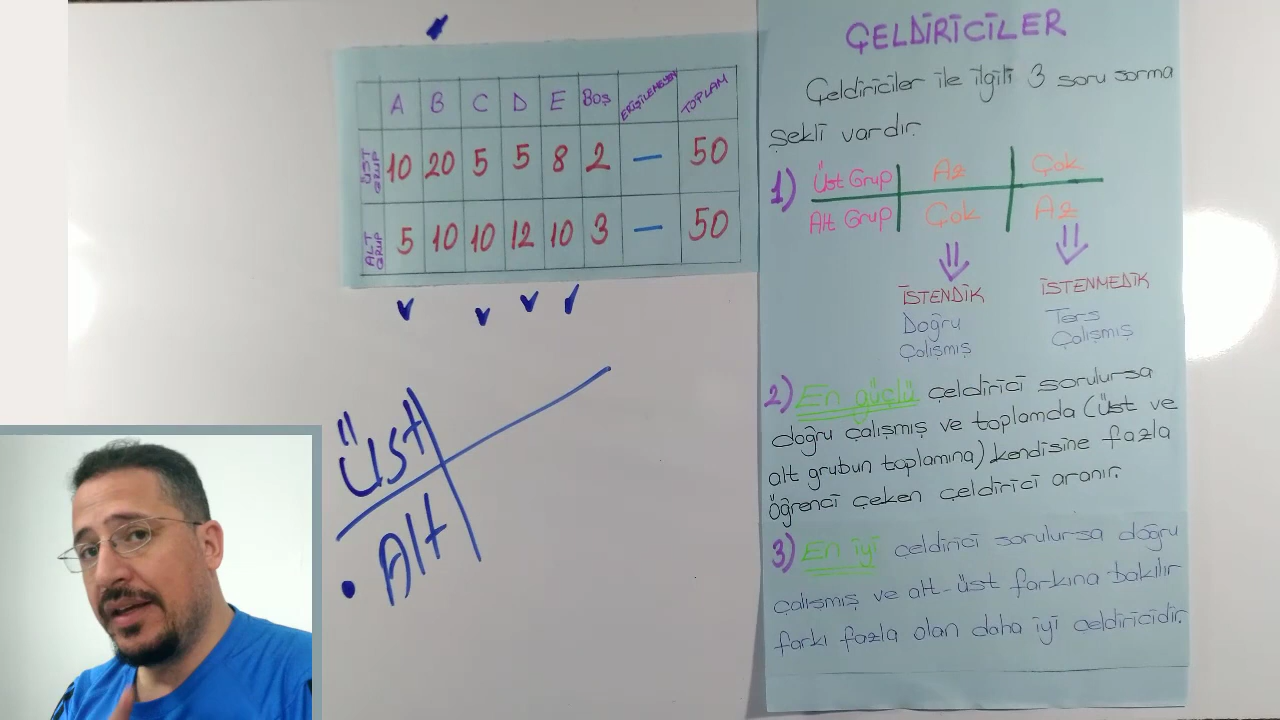 A B C D E Boş ERİŞİLEMEYEN TOPLAM
ÜST GRUP 10 20 5 5 8 2 — 50
ALT GRUP 5 10 10 12 10 3 — 50
Üst
Alt
ÇELDİRİCİLER
Çeldiriciler ile ilgili 3 soru sorma
şekli vardır.
1) Üst Grup Az Çok
Alt Grup Çok Az
İSTENDİK İSTENMEDİK
Doğru Ters
Çalışmış Çalışmış
2) En güçlü çeldirici sorulursa
doğru çalışmış ve toplamda (üst ve
alt grubun toplamına) kendisine fazla
öğrenci çeken çeldirici aranır.
3) En iyi çeldirici sorulursa doğru
çalışmış ve alt-üst farkına bakılır
farkı fazla olan daha iyi çeldiricidir.